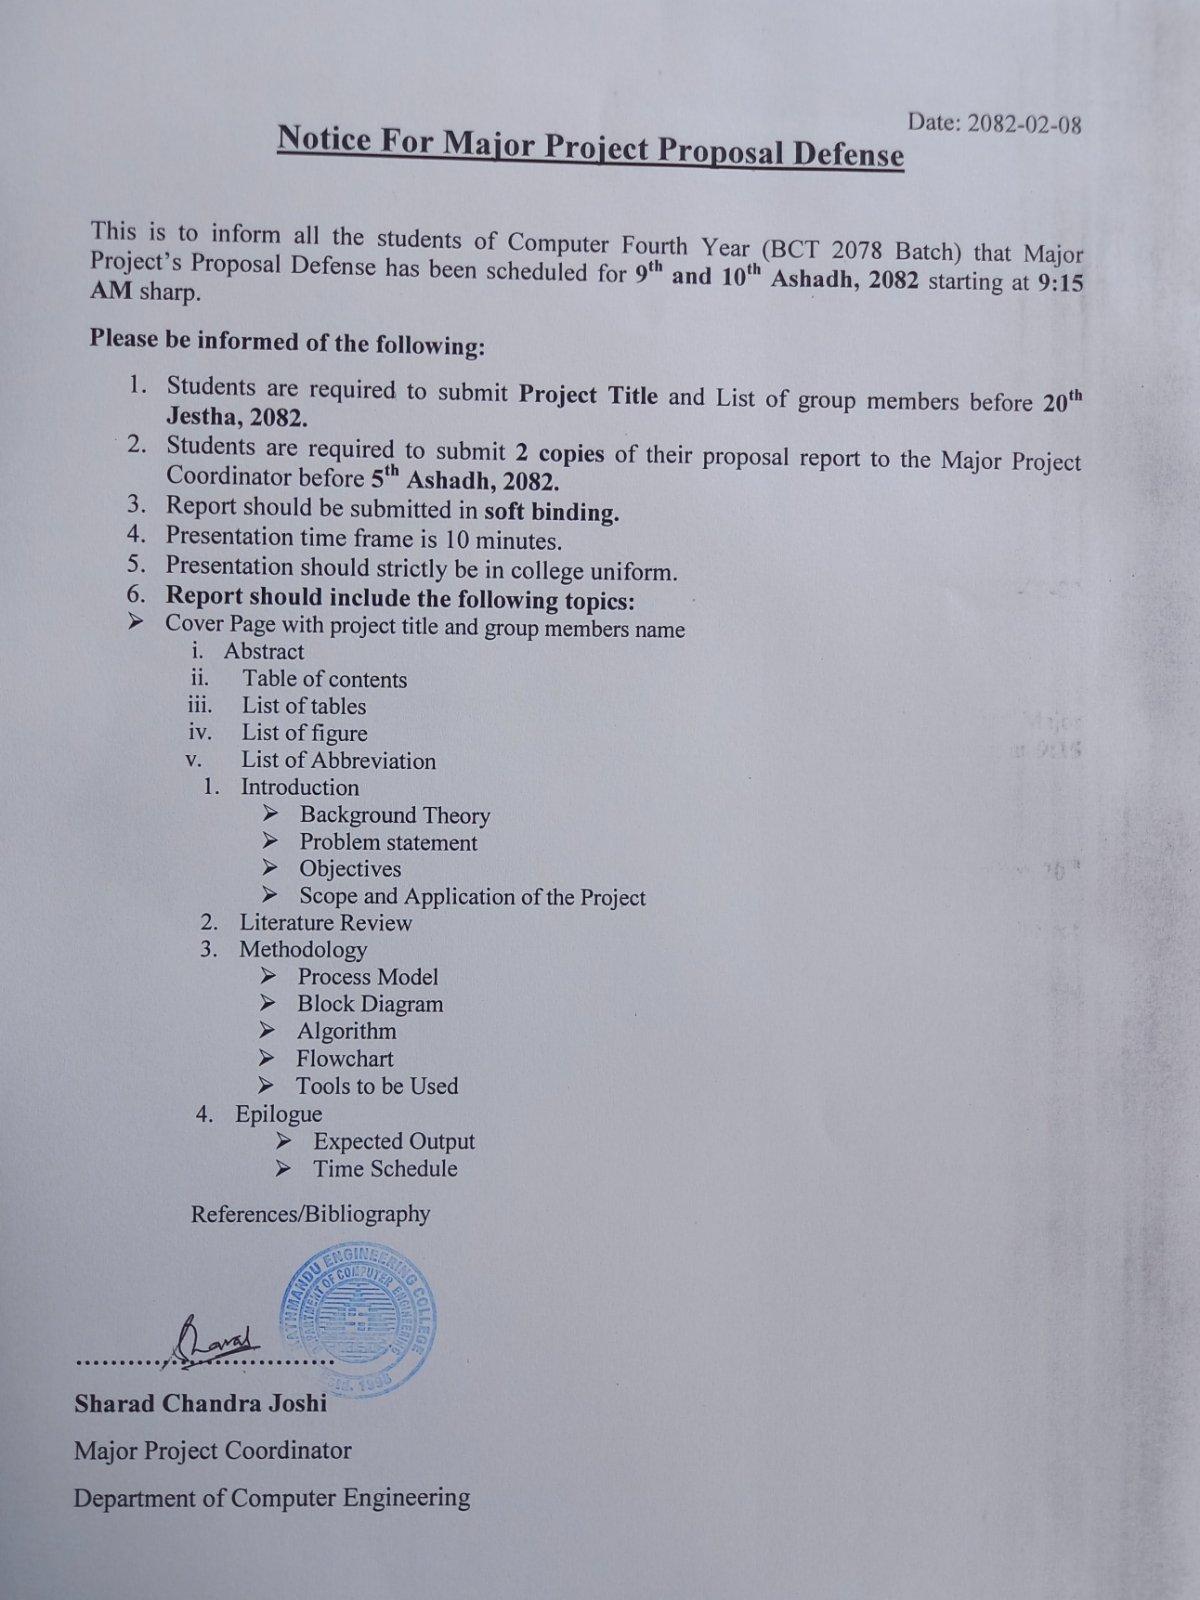 Date: 2082-02-08
Notice For Major Project Proposal Defense
This is to inform all the students of Computer Fourth Year (BCT 2078 Batch) that Major
Project's Proposal Defense has been scheduled for 9th and 10th Ashadh, 2082 starting at 9:15
AM sharp.
Please be informed of the following:
1. Students are required to submit Project Title and List of group members before 20th
Jestha, 2082.
2. Students are required to submit 2 copies of their proposal report to the Major Project
Coordinator before 5th Ashadh, 2082.
3. Report should be submitted in soft binding.
4. Presentation time frame is 10 minutes.
5. Presentation should strictly be in college uniform.
6. Report should include the following topics:
➢ Cover Page with project title and group members name
i. Abstract
ii. Table of contents
iii. List of tables
iv. List of figure
v. List of Abbreviation
1. Introduction
➢ Background Theory
➢ Problem statement
➢ Objectives
➢ Scope and Application of the Project
2. Literature Review
3. Methodology
➢ Process Model
➢ Block Diagram
➢ Algorithm
➢ Flowchart
➢ Tools to be Used
4. Epilogue
➢ Expected Output
➢ Time Schedule
References/Bibliography
KATHMANDU ENGINEERING COLLEGE
DEPARTMENT OF COMPUTER ENGINEERING
Estd. 1998
Sharad
Sharad Chandra Joshi
Major Project Coordinator
Department of Computer Engineering